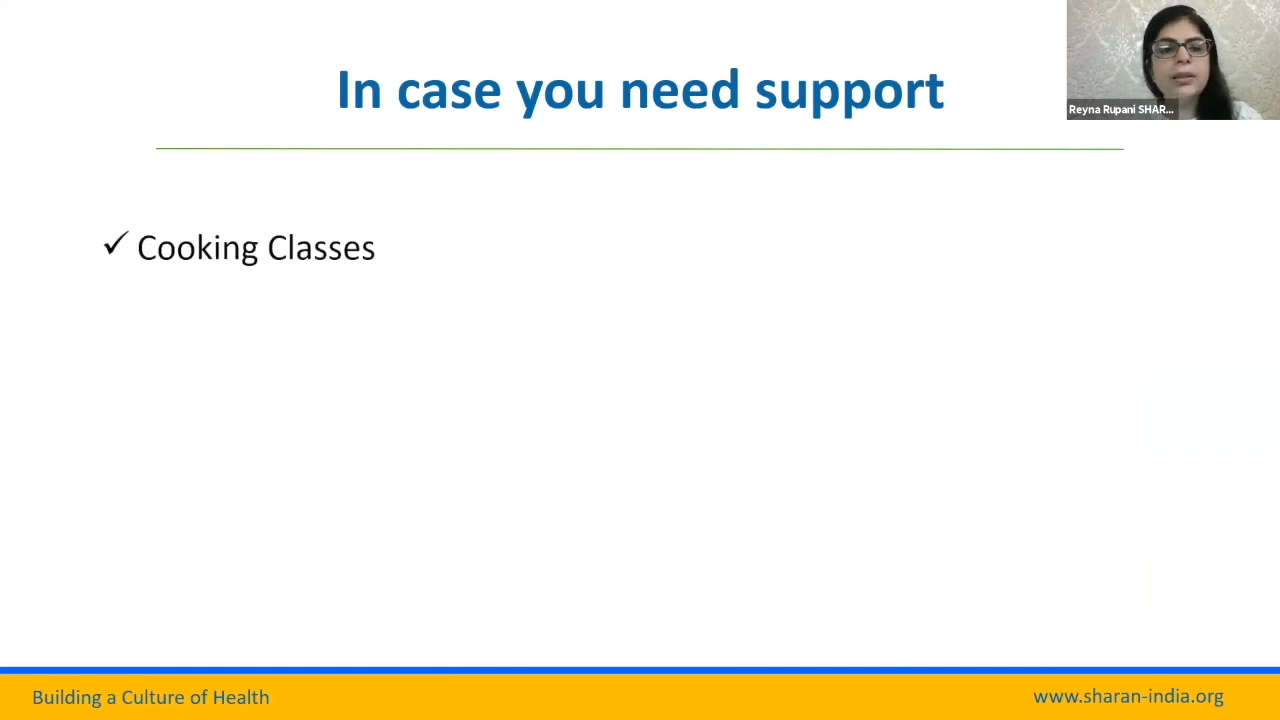 In case you need support
Reyna Rupani SHAR...
✓ Cooking Classes
Building a Culture of Health
www.sharan-india.org